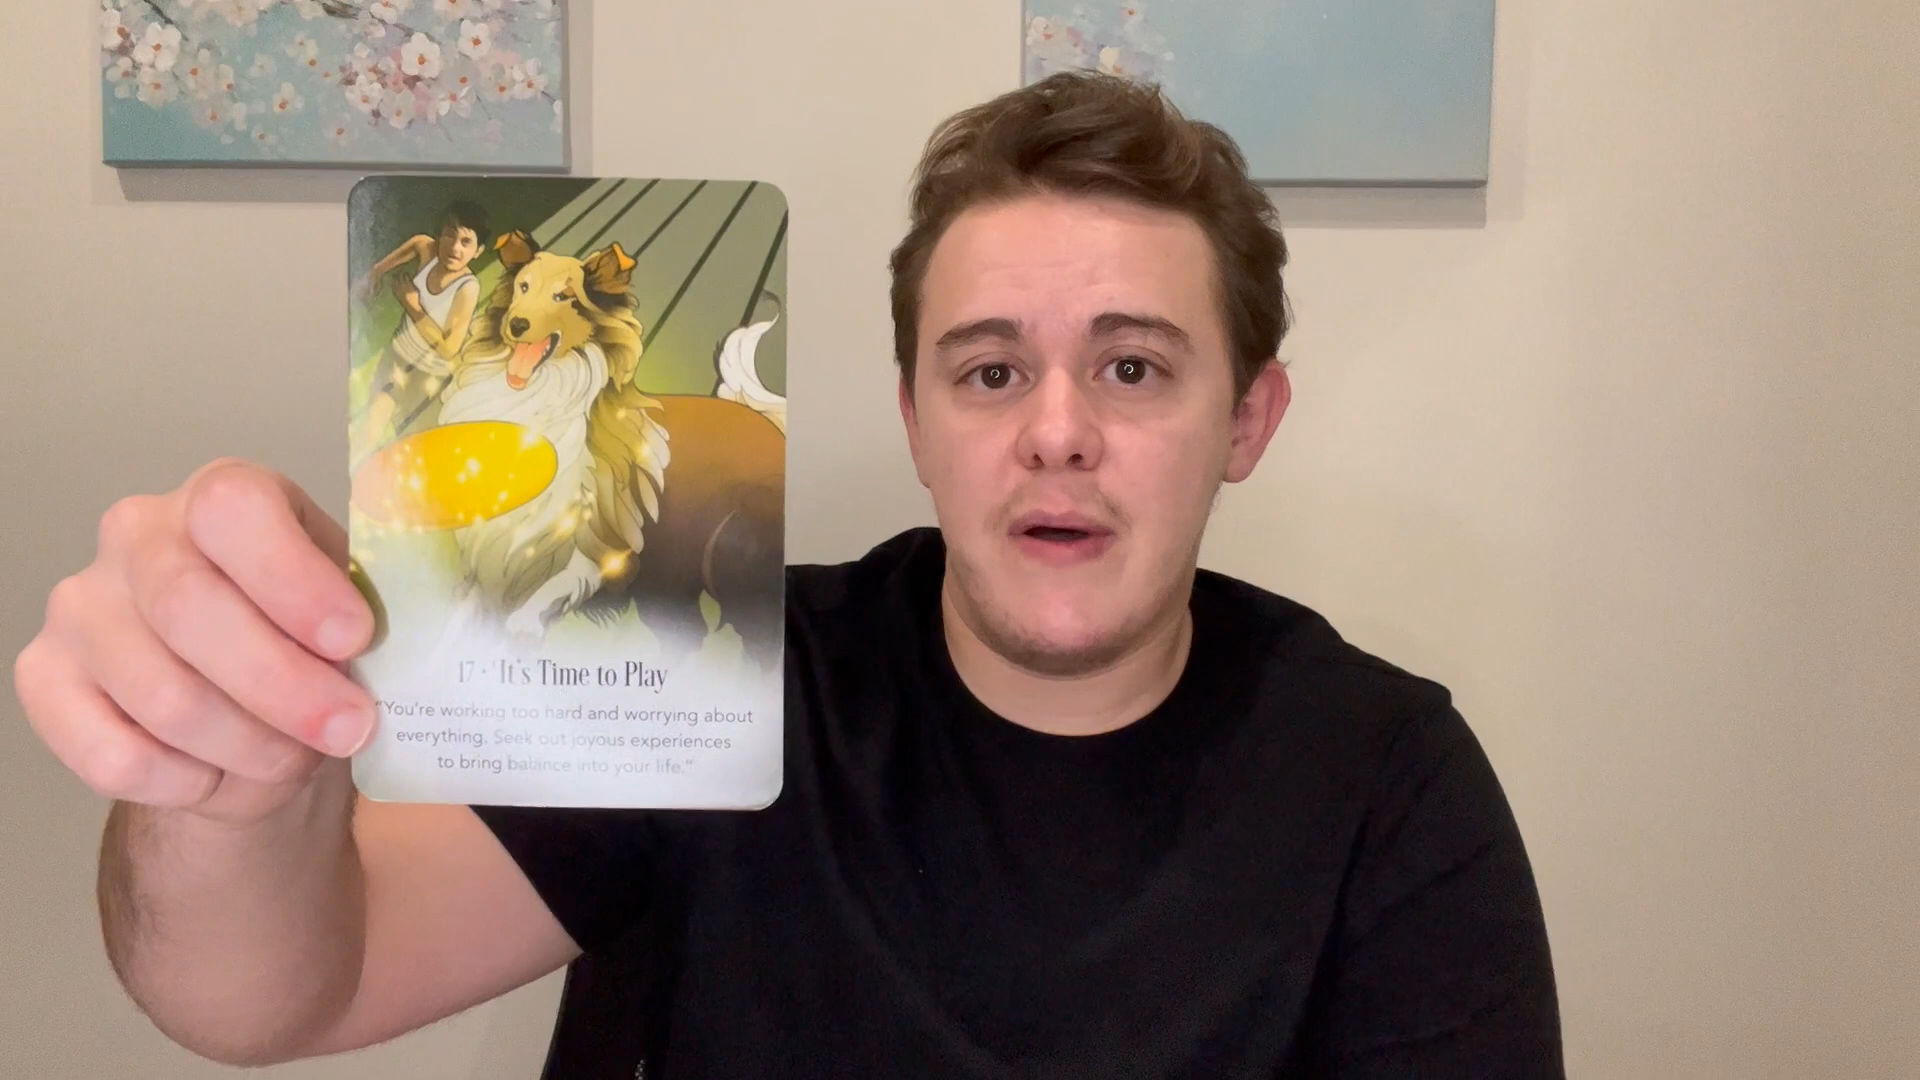 17 · "It's Time to Play
"You're working too hard and worrying about
everything. Seek out joyous experiences
to bring balance into your life."